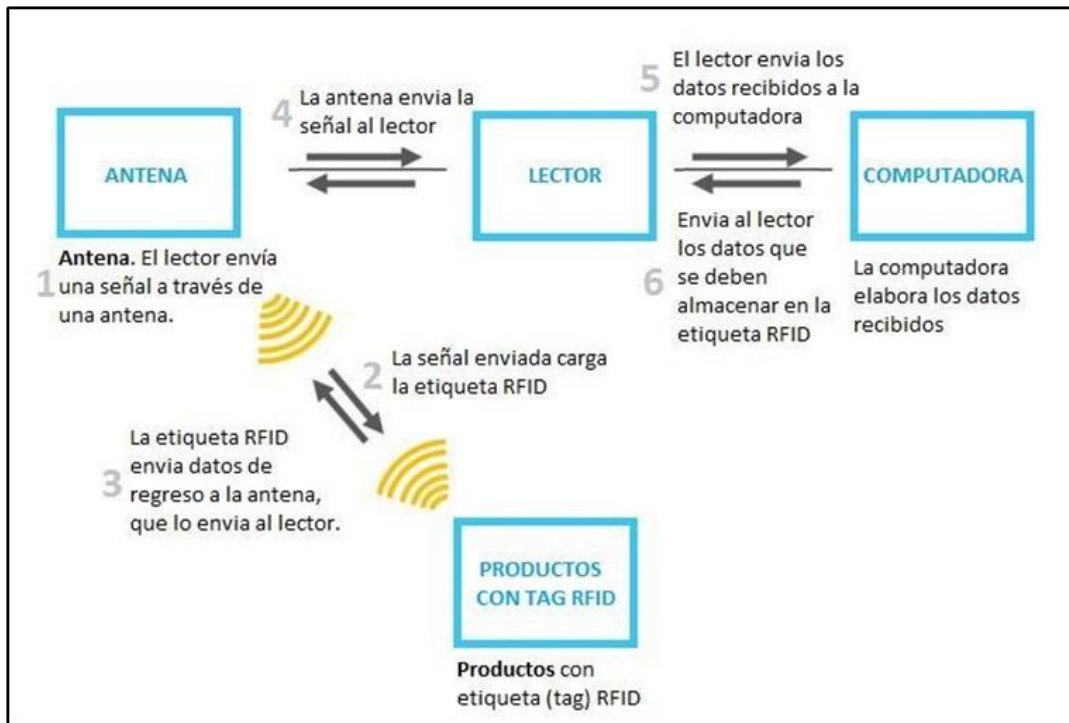 4
La antena envia la
señal al lector
5
El lector envia los
datos recibidos a la
computadora
ANTENA
LECTOR
COMPUTADORA
1
Antena. El lector envía
una señal a través de
una antena.
6
Envia al lector
los datos que
se deben
almacenar en la
etiqueta RFID
La computadora
elabora los datos
recibidos
2
La señal enviada carga
la etiqueta RFID
3
La etiqueta RFID
envia datos de
regreso a la antena,
que lo envia al lector.
PRODUCTOS
CON TAG RFID
Productos con
etiqueta (tag) RFID